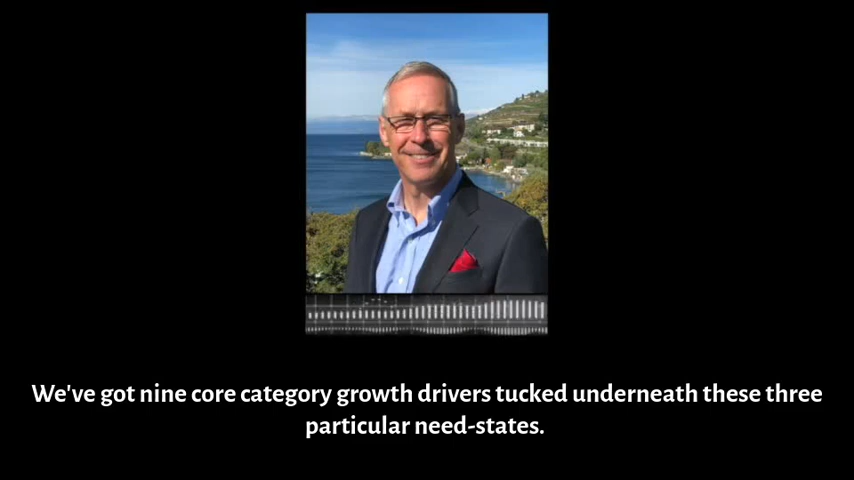 We've got nine core category growth drivers tucked underneath these three
particular need-states.